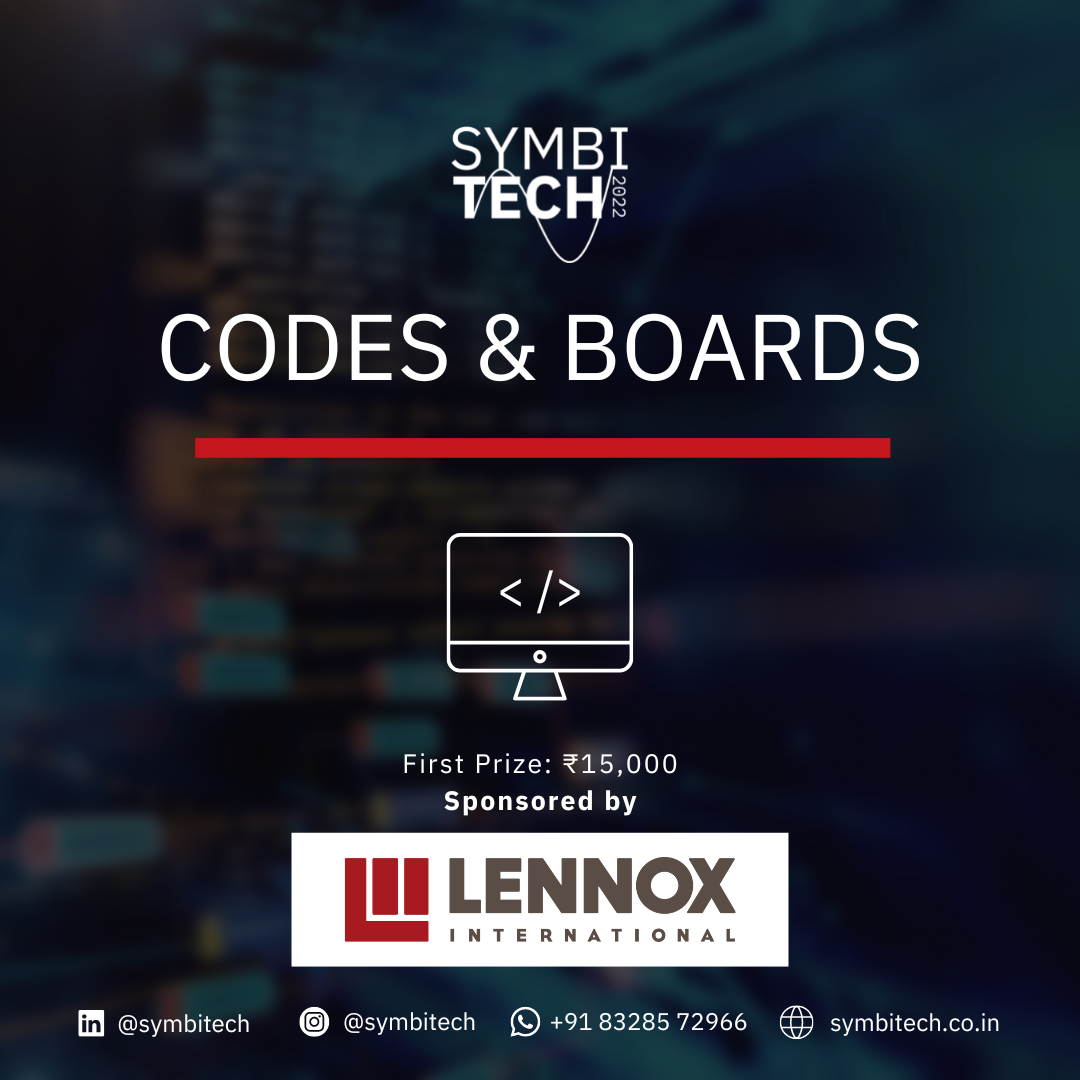 SYMBI
TECH 2022
CODES & BOARDS
< />
First Prize: ₹15,000
Sponsored by
LENNOX
INTERNATIONAL
@symbitech @symbitech +91 83285 72966 symbitech.co.in